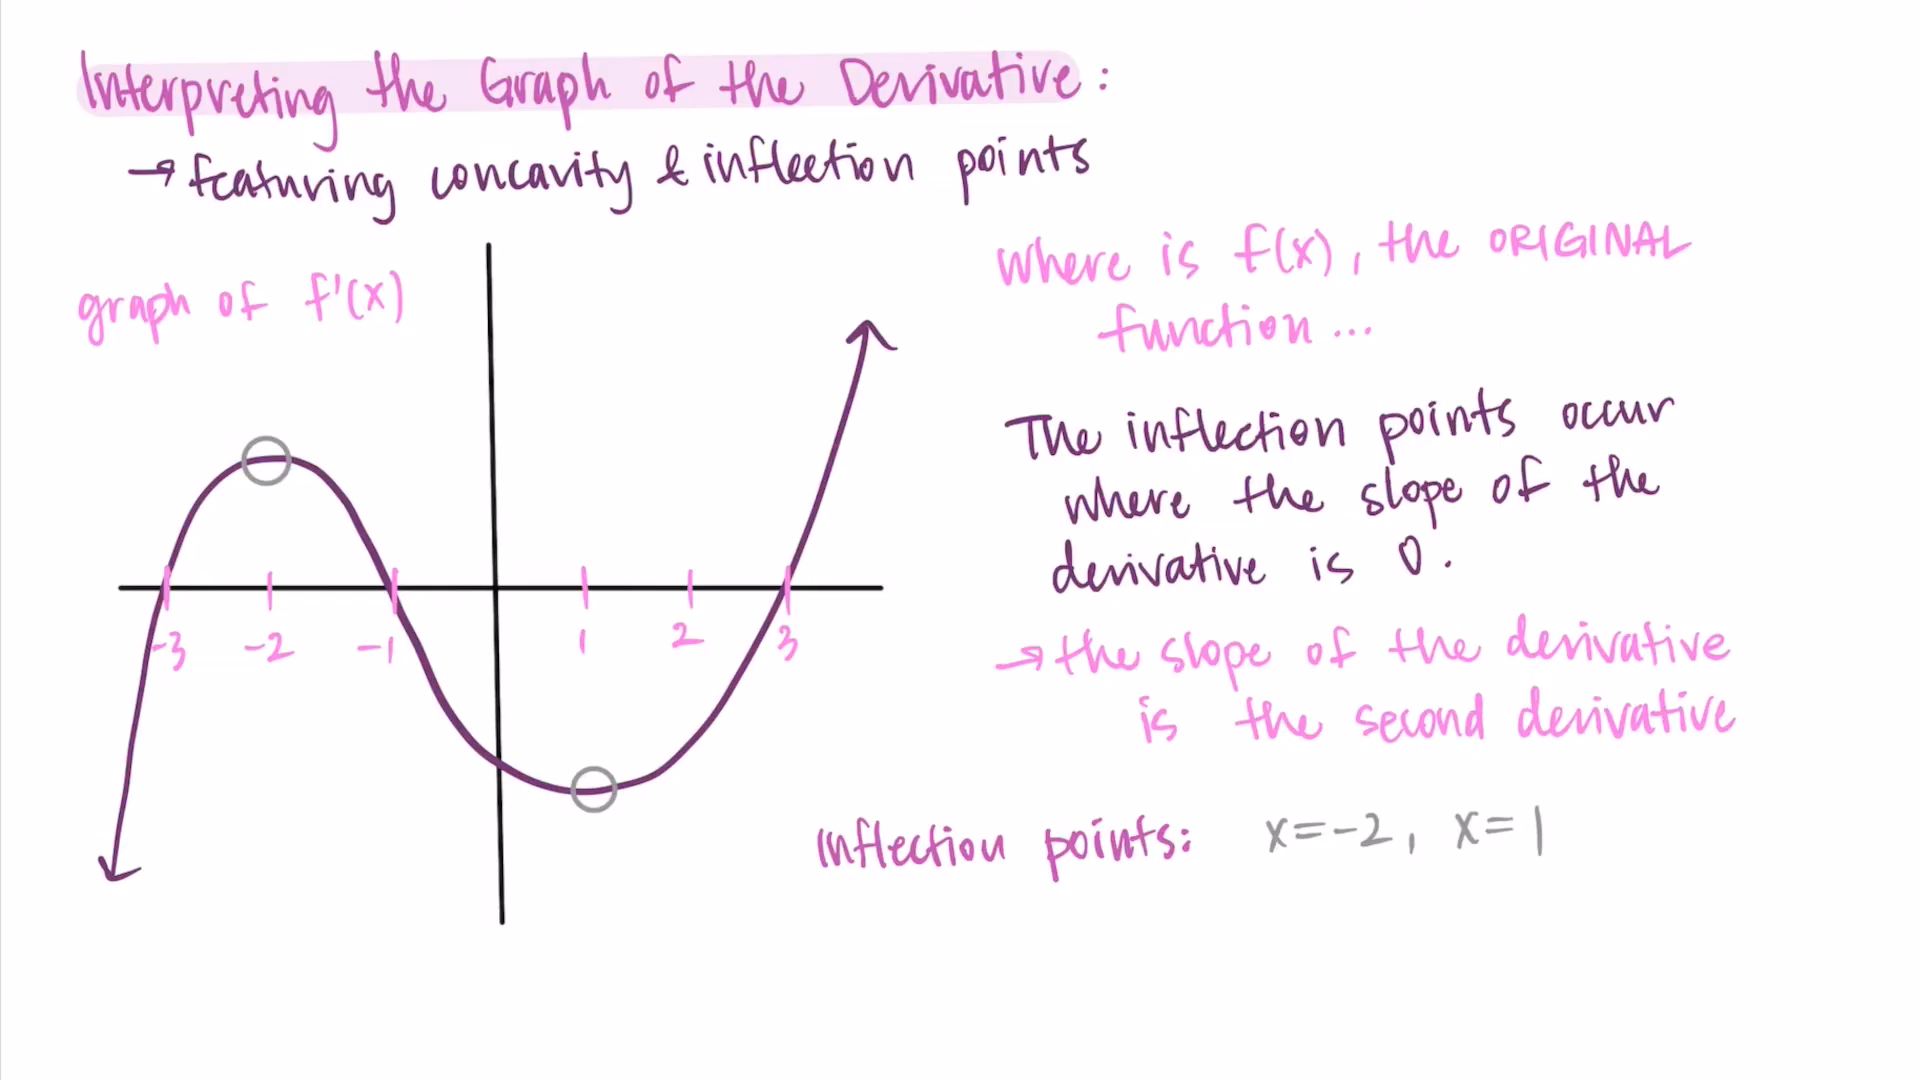 Interpreting the Graph of the Derivative:
→ featuring concavity & inflection points
graph of f'(x)
where is f(x), the ORIGINAL
function...
The inflection points occur
where the slope of the
derivative is 0.
→ the slope of the derivative
is the second derivative
-3 -2 -1 1 2 3
Inflection points: x=-2, x=1